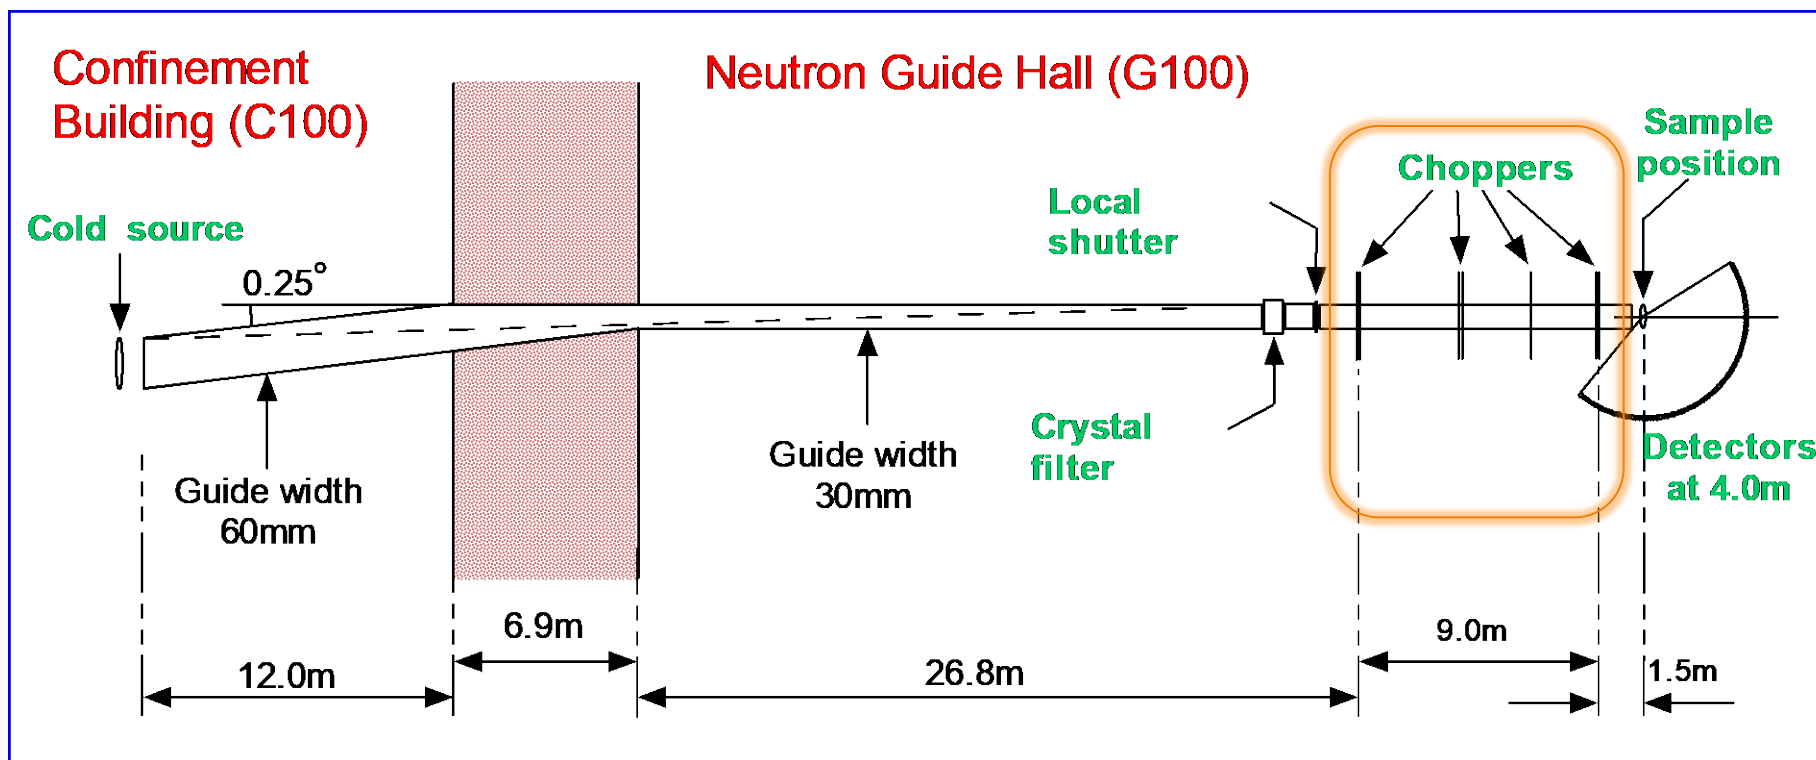 Confinement
Building (C100)
Neutron Guide Hall (G100)
Sample
position
Choppers
Local
shutter
Cold source
0.25°
Crystal
filter
Guide width
30mm
Detectors
at 4.0m
Guide width
60mm
6.9m
9.0m
12.0m
26.8m
1.5m